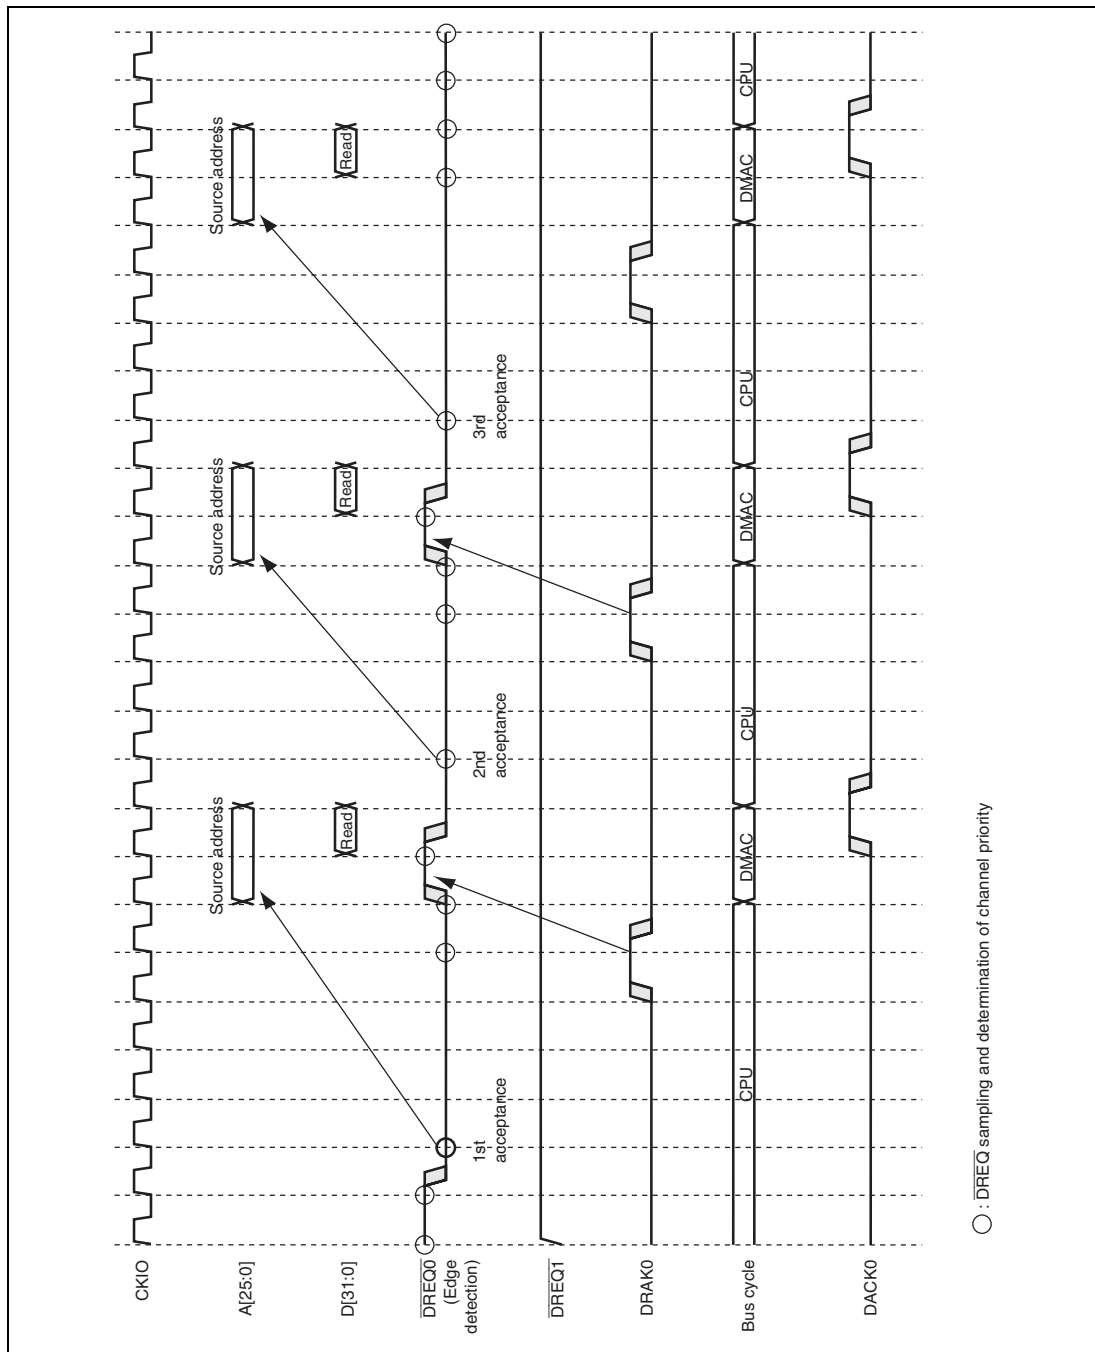 CKIO
A[25:0]
Source address
Source address
Source address
D[31:0]
Read
Read
Read
DREQ0
(Edge
detection)
1st
acceptance
2nd
acceptance
3rd
acceptance
DREQ1
DRAK0
Bus cycle
CPU
DMAC
CPU
DMAC
CPU
DMAC
CPU
DACK0
: DREQ sampling and determination of channel priority